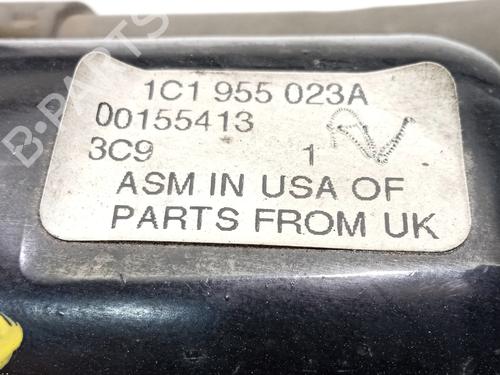 1C1 955 023A
00155413
3C9 1
ASM IN USA OF
PARTS FROM UK
B-PARTS